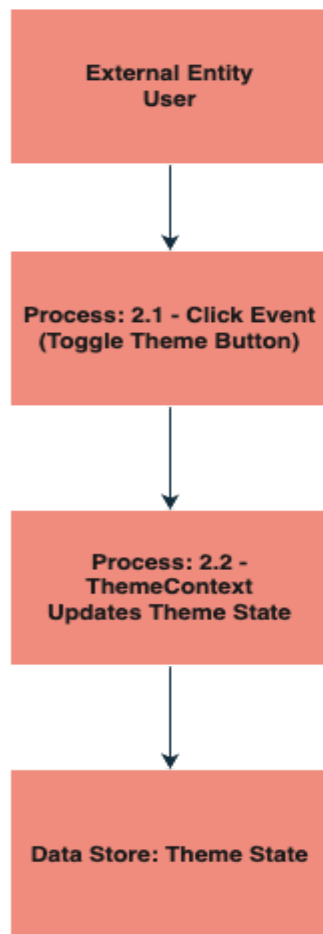 External Entity
User
Process: 2.1 - Click Event
(Toggle Theme Button)
Process: 2.2 -
ThemeContext
Updates Theme State
Data Store: Theme State